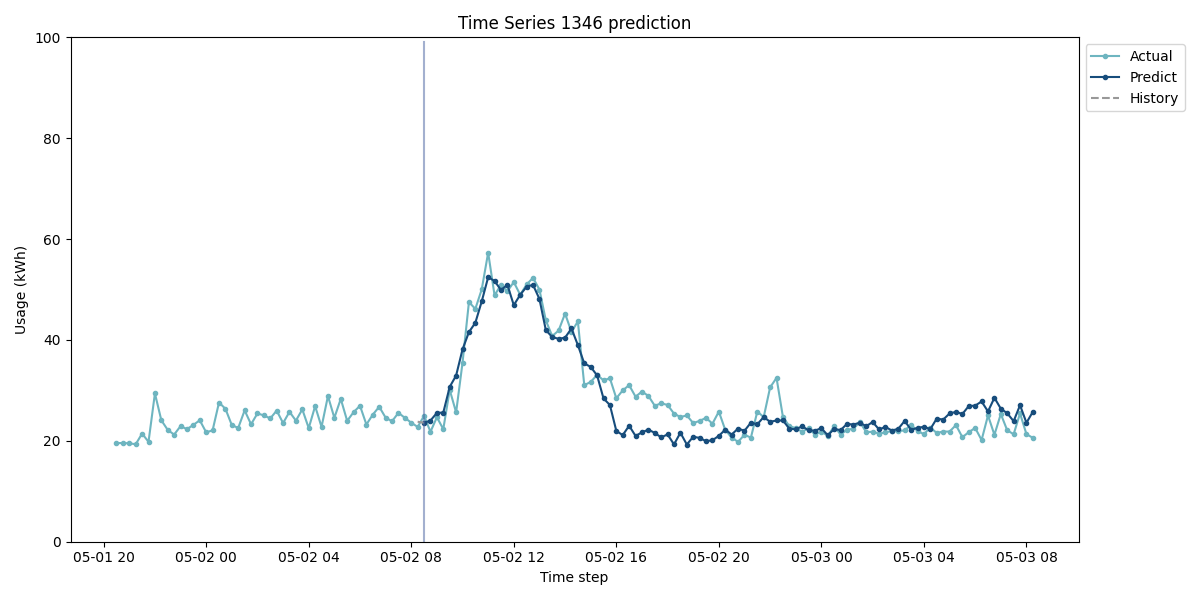 Time Series 1346 prediction
100
80
60
40
20
0
Usage (kWh)
05-01 20
05-02 00
05-02 04
05-02 08
05-02 12
05-02 16
05-02 20
05-03 00
05-03 04
05-03 08
Time step
Actual
Predict
History